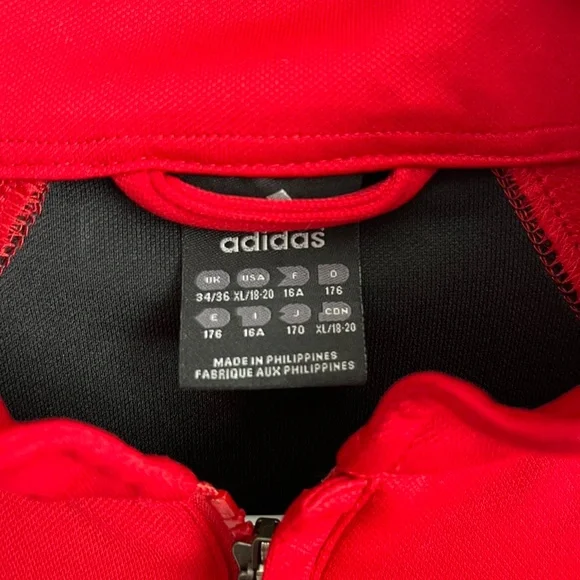 adidas
UK USA F D
34/36 XL/18-20 16A 176
E I J CDN
176 16A 170 XL/18-20
MADE IN PHILIPPINES
FABRIQUE AUX PHILIPPINES